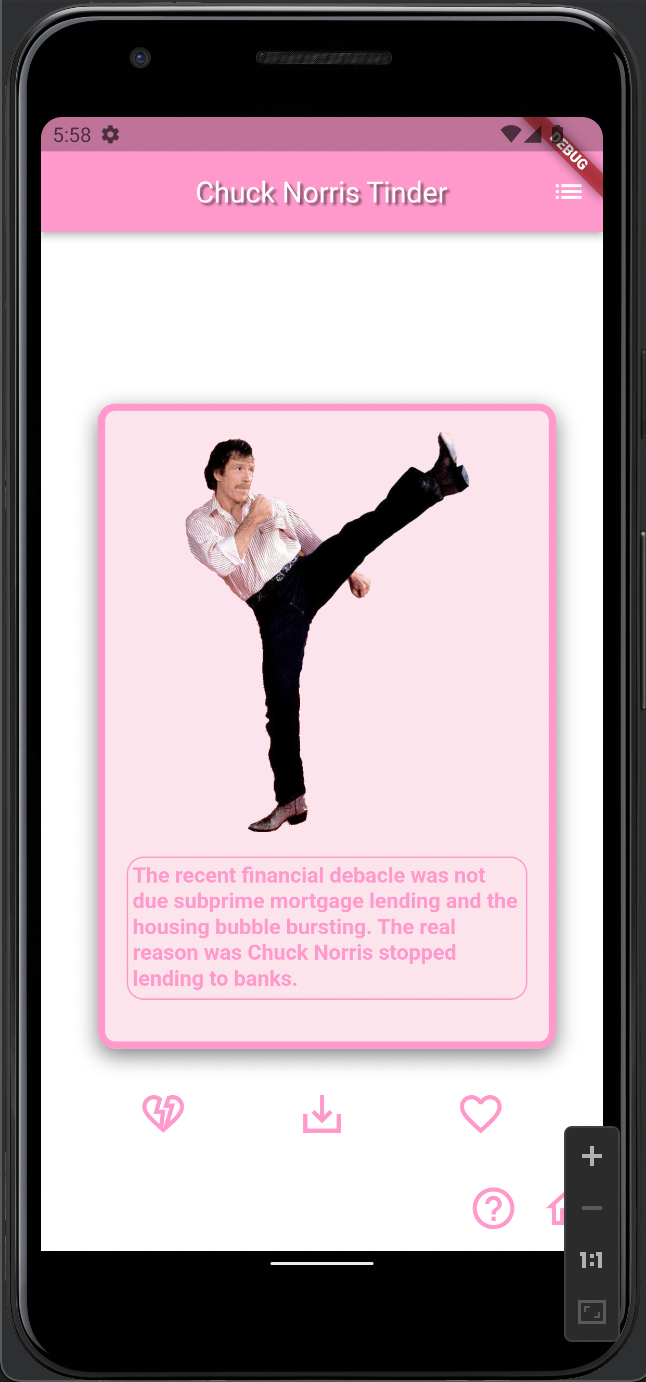 5:58
DEBUG
Chuck Norris Tinder
The recent financial debacle was not
due subprime mortgage lending and the
housing bubble bursting. The real
reason was Chuck Norris stopped
lending to banks.
1:1